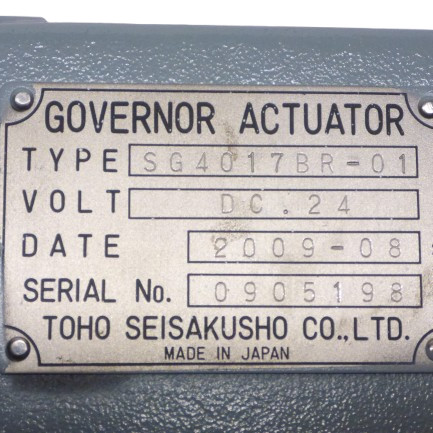 GOVERNOR ACTUATOR
TYPE SG4017BR-01
VOLT DC.24
DATE 2009-08
SERIAL No. 0905198
TOHO SEISAKUSHO CO.,LTD.
MADE IN JAPAN